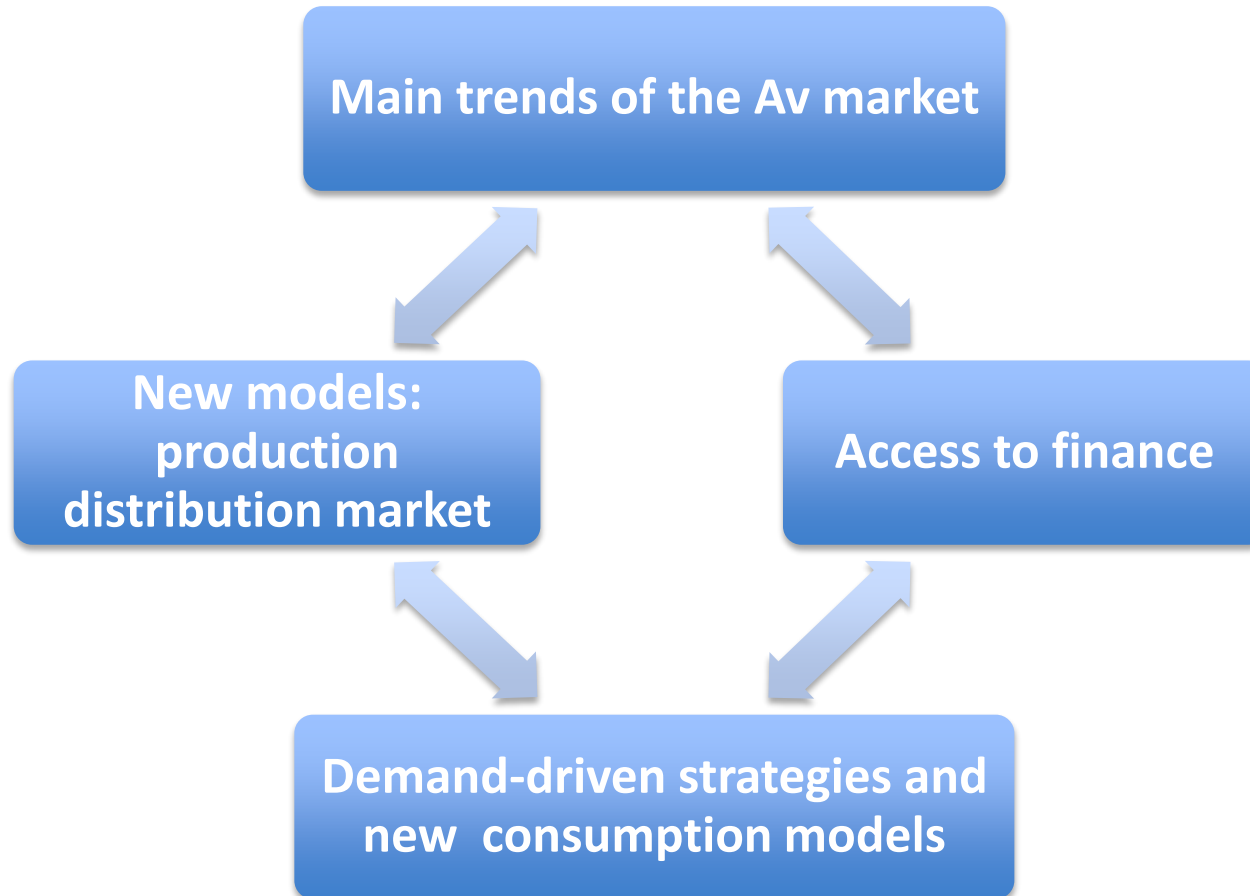 Main trends of the Av market
New models:
production
distribution market
Access to finance
Demand-driven strategies and
new  consumption models